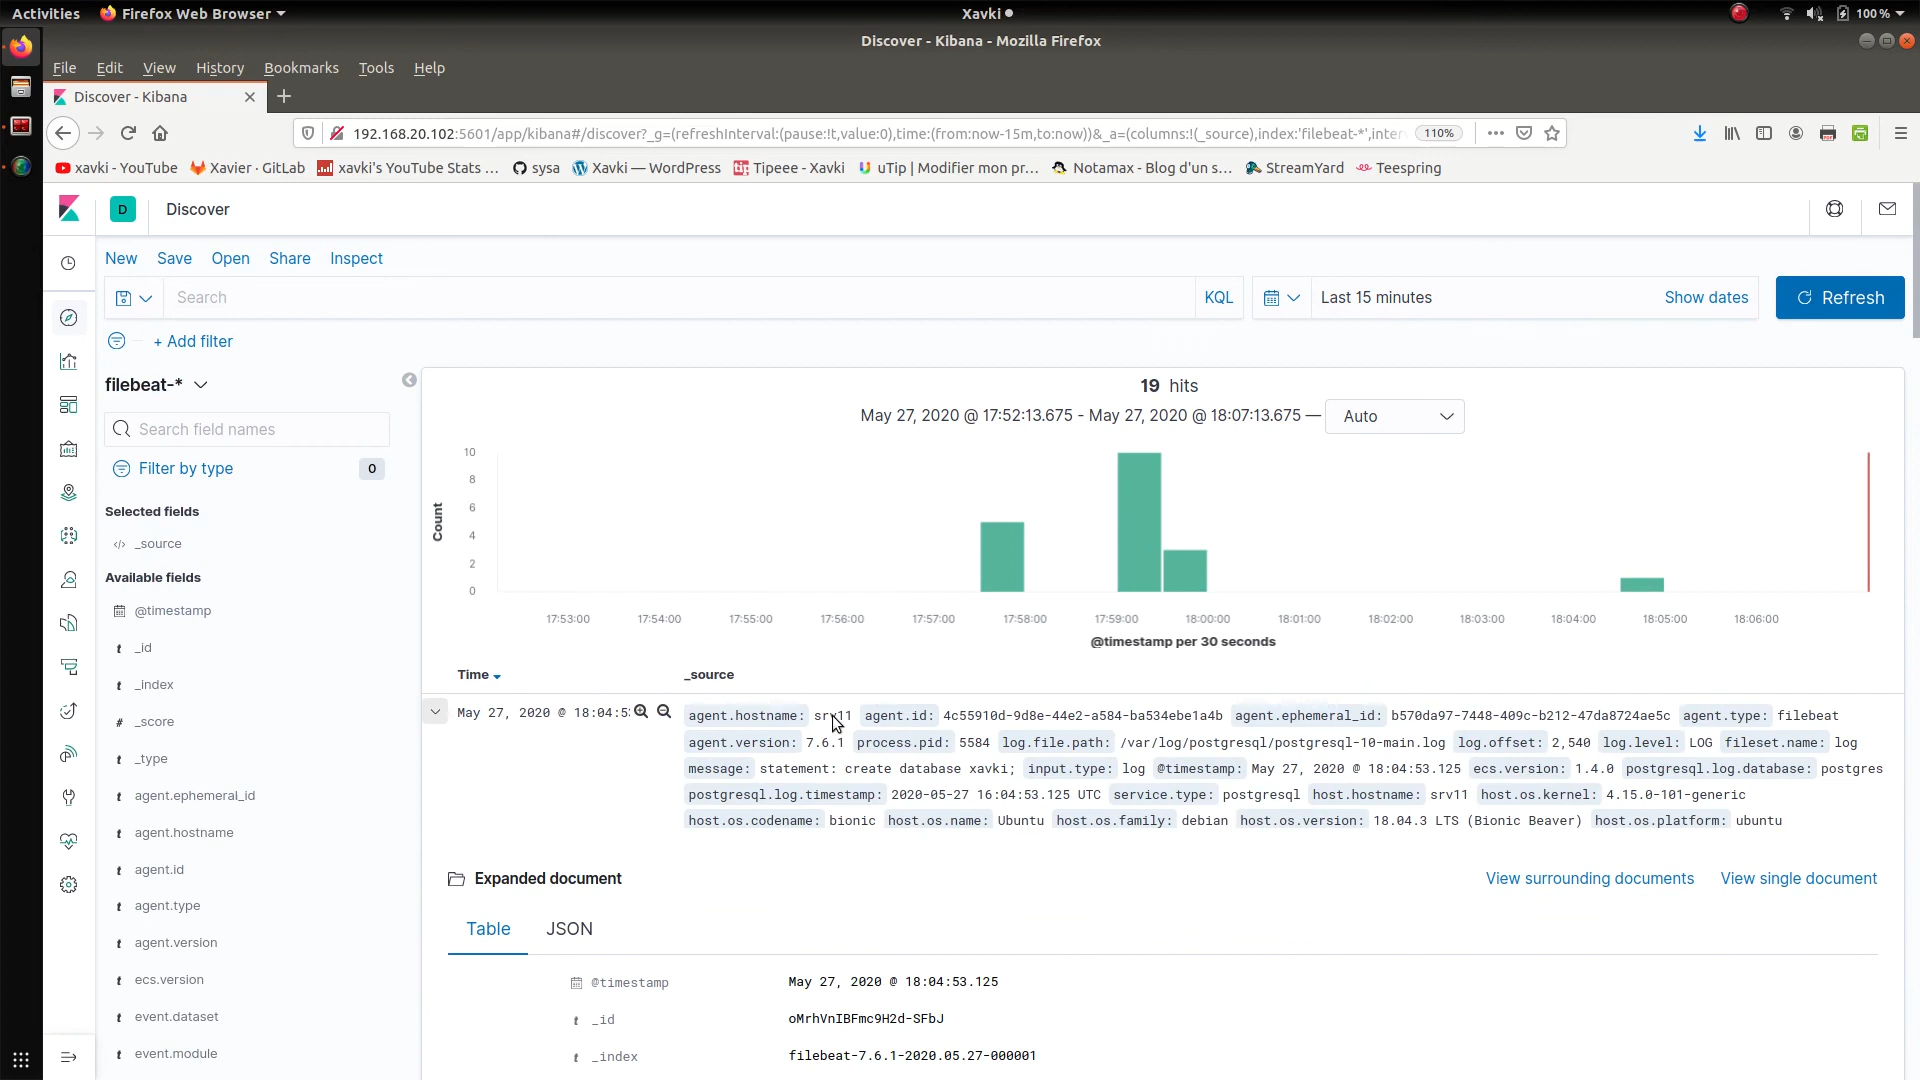 Activities
Firefox Web Browser
Xavki
100 %
Discover - Kibana - Mozilla Firefox
File Edit View History Bookmarks Tools Help
Discover - Kibana
192.168.20.102:5601/app/kibana#/discover?_g=(refreshInterval:(pause:!t,value:0),time:(from:now-15m,to:now))&_a=(columns:!(_source),index:'filebeat-*',inter
110%
xavki - YouTube
Xavier · GitLab
xavki's YouTube Stats ...
sysa
Xavki — WordPress
Tipeee - Xavki
uTip | Modifier mon pr...
Notamax - Blog d'un s...
StreamYard
Teespring
D
Discover
New Save Open Share Inspect
Search
KQL
Last 15 minutes
Show dates
Refresh
+ Add filter
filebeat-*
Search field names
Filter by type
0
Selected fields
_source
Available fields
@timestamp
t _id
t _index
# _score
t _type
t agent.ephemeral_id
t agent.hostname
t agent.id
t agent.type
t agent.version
t ecs.version
t event.dataset
t event.module
19 hits
May 27, 2020 @ 17:52:13.675 - May 27, 2020 @ 18:07:13.675 —
Auto
Count
10
8
6
4
2
0
17:53:00 17:54:00 17:55:00 17:56:00 17:57:00 17:58:00 17:59:00 18:00:00 18:01:00 18:02:00 18:03:00 18:04:00 18:05:00 18:06:00
@timestamp per 30 seconds
Time
_source
May 27, 2020 @ 18:04:5
agent.hostname: srv11 agent.id: 4c55910d-9d8e-44e2-a584-ba534ebe1a4b agent.ephemeral_id: b570da97-7448-409c-b212-47da8724ae5c agent.type: filebeat
agent.version: 7.6.1 process.pid: 5584 log.file.path: /var/log/postgresql/postgresql-10-main.log log.offset: 2,540 log.level: LOG fileset.name: log
message: statement: create database xavki; input.type: log @timestamp: May 27, 2020 @ 18:04:53.125 ecs.version: 1.4.0 postgresql.log.database: postgres
postgresql.log.timestamp: 2020-05-27 16:04:53.125 UTC service.type: postgresql host.hostname: srv11 host.os.kernel: 4.15.0-101-generic
host.os.codename: bionic host.os.name: Ubuntu host.os.family: debian host.os.version: 18.04.3 LTS (Bionic Beaver) host.os.platform: ubuntu
Expanded document
View surrounding documents
View single document
Table
JSON
@timestamp May 27, 2020 @ 18:04:53.125
t _id oMrhVnIBFmc9H2d-SFbJ
t _index filebeat-7.6.1-2020.05.27-000001